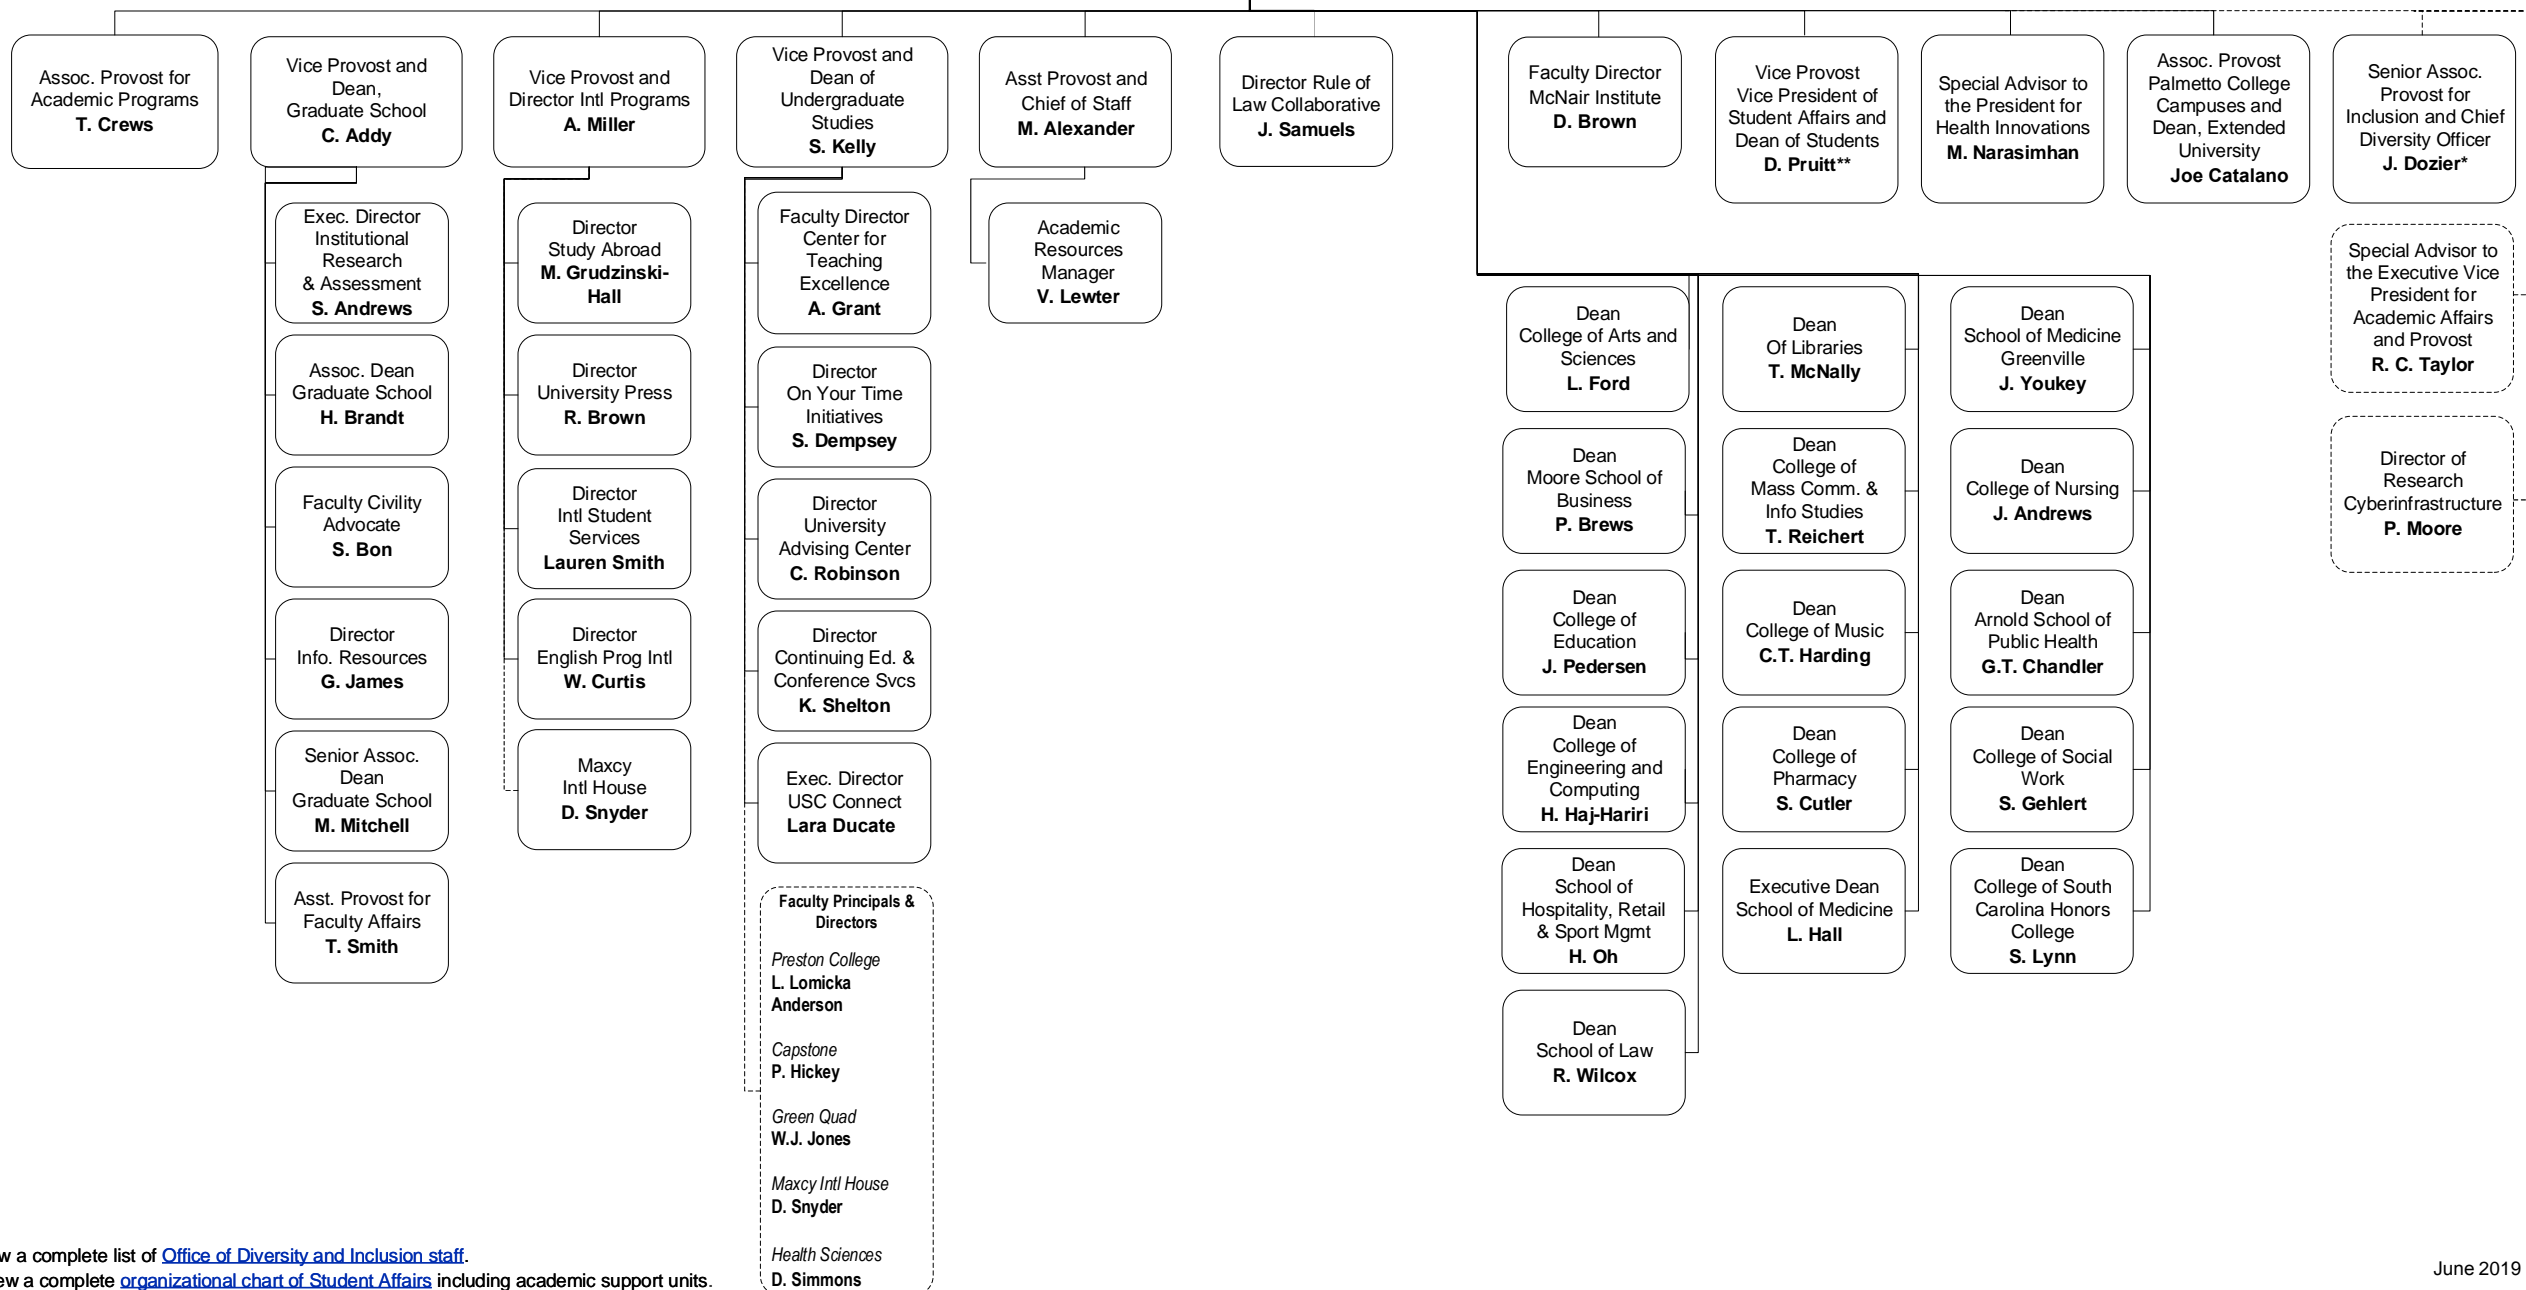 Assoc. Provost for
Academic Programs
T. Crews
Vice Provost and
Dean,
Graduate School
C. Addy
Vice Provost and
Director Intl Programs
A. Miller
Vice Provost and
Dean of
Undergraduate
Studies
S. Kelly
Asst Provost and
Chief of Staff
M. Alexander
Director Rule of
Law Collaborative
J. Samuels
Faculty Director
McNair Institute
D. Brown
Vice Provost
Vice President of
Student Affairs and
Dean of Students
D. Pruitt**
Special Advisor to
the President for
Health Innovations
M. Narasimhan
Assoc. Provost
Palmetto College
Campuses and
Dean, Extended
University
Joe Catalano
Senior Assoc.
Provost for
Inclusion and Chief
Diversity Officer
J. Dozier*
Exec. Director
Institutional
Research
& Assessment
S. Andrews
Assoc. Dean
Graduate School
H. Brandt
Faculty Civility
Advocate
S. Bon
Director
Info. Resources
G. James
Senior Assoc.
Dean
Graduate School
M. Mitchell
Asst. Provost for
Faculty Affairs
T. Smith
Director
Study Abroad
M. Grudzinski-
Hall
Director
University Press
R. Brown
Director
Intl Student
Services
Lauren Smith
Director
English Prog Intl
W. Curtis
Maxcy
Intl House
D. Snyder
Faculty Director
Center for
Teaching
Excellence
A. Grant
Director
On Your Time
Initiatives
S. Dempsey
Director
University
Advising Center
C. Robinson
Director
Continuing Ed. &
Conference Svcs
K. Shelton
Exec. Director
USC Connect
Lara Ducate
Faculty Principals &
Directors
Preston College
L. Lomicka
Anderson
Capstone
P. Hickey
Green Quad
W.J. Jones
Maxcy Intl House
D. Snyder
Health Sciences
D. Simmons
Academic
Resources
Manager
V. Lewter
Dean
College of Arts and
Sciences
L. Ford
Dean
Moore School of
Business
P. Brews
Dean
College of
Education
J. Pedersen
Dean
College of
Engineering and
Computing
H. Haj-Hariri
Dean
School of
Hospitality, Retail
& Sport Mgmt
H. Oh
Dean
School of Law
R. Wilcox
Dean
Of Libraries
T. McNally
Dean
College of
Mass Comm. &
Info Studies
T. Reichert
Dean
College of Music
C.T. Harding
Dean
College of
Pharmacy
S. Cutler
Executive Dean
School of Medicine
L. Hall
Dean
School of Medicine
Greenville
J. Youkey
Dean
College of Nursing
J. Andrews
Dean
Arnold School of
Public Health
G.T. Chandler
Dean
College of Social
Work
S. Gehlert
Dean
College of South
Carolina Honors
College
S. Lynn
Special Advisor to
the Executive Vice
President for
Academic Affairs
and Provost
R. C. Taylor
Director of
Research
Cyberinfrastructure
P. Moore
w a complete list of Office of Diversity and Inclusion staff.
ew a complete organizational chart of Student Affairs including academic support units.
June 2019